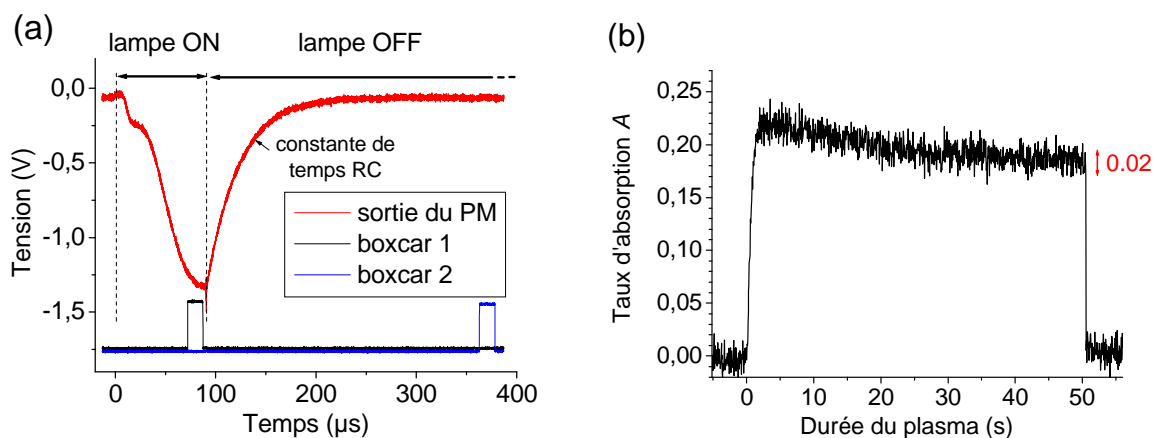 (a)
lampe ON
lampe OFF
0,0
-0,5
-1,0
-1,5
Tension (V)
constante de
temps RC
sortie du PM
boxcar 1
boxcar 2
0
100
200
300
400
Temps (µs)
(b)
0,25
0,20
0,15
0,10
0,05
0,00
Taux d'absorption A
0.02
0
10
20
30
40
50
Durée du plasma (s)